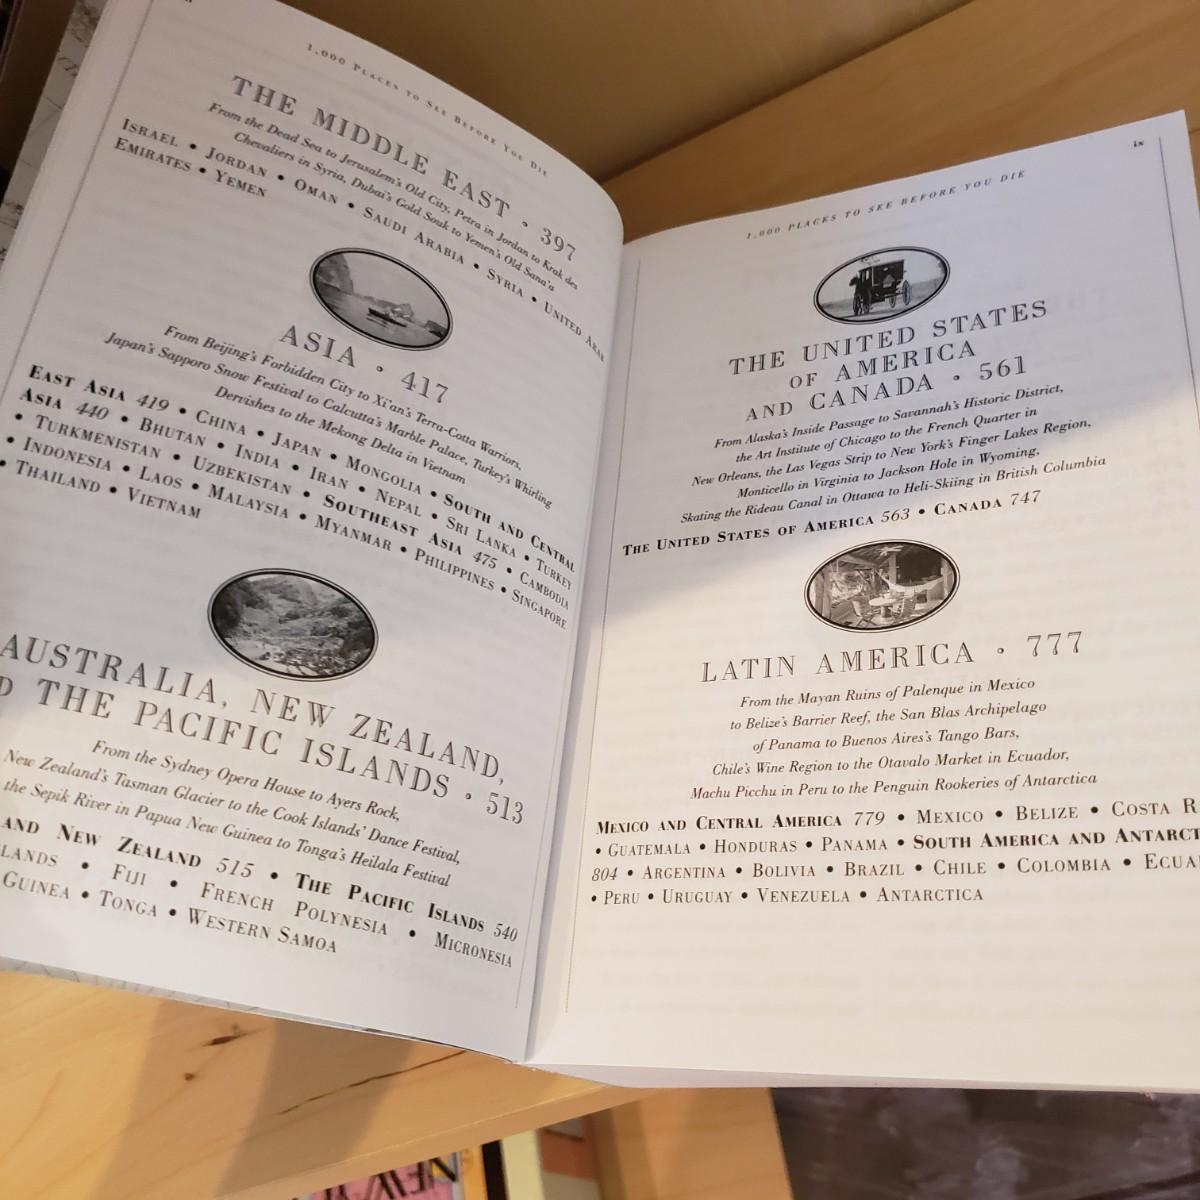 1,000 PLACES TO SEE BEFORE YOU DIE
THE MIDDLE EAST • 397
From the Dead Sea to Jerusalem's Old City, Petra in Jordan to Krak des
Chevaliers in Syria, Dubai's Gold Souk to Yemen's Old Sana'a
ISRAEL • JORDAN • OMAN • SAUDI ARABIA • SYRIA • UNITED ARAB
EMIRATES • YEMEN
ASIA • 417
From Beijing's Forbidden City to Xi'an's Terra-Cotta Warriors,
Japan's Sapporo Snow Festival to Calcutta's Marble Palace, Turkey's Whirling
Dervishes to the Mekong Delta in Vietnam
EAST ASIA 419 • CHINA • JAPAN • MONGOLIA • SOUTH AND CENTRAL
ASIA 440 • BHUTAN • INDIA • IRAN • NEPAL • SRI LANKA • TURKEY
• TURKMENISTAN • UZBEKISTAN • SOUTHEAST ASIA 475 • CAMBODIA
• INDONESIA • LAOS • MALAYSIA • MYANMAR • PHILIPPINES • SINGAPORE
• THAILAND • VIETNAM
AUSTRALIA, NEW ZEALAND,
D THE PACIFIC ISLANDS • 513
From the Sydney Opera House to Ayers Rock,
New Zealand's Tasman Glacier to the Cook Islands' Dance Festival,
the Sepik River in Papua New Guinea to Tonga's Heilala Festival
AND NEW ZEALAND 515 • THE PACIFIC ISLANDS 540
LANDS • FIJI • FRENCH POLYNESIA • MICRONESIA
GUINEA • TONGA • WESTERN SAMOA
ix
1,000 PLACES TO SEE BEFORE YOU DIE
THE UNITED STATES
OF AMERICA
AND CANADA • 561
From Alaska's Inside Passage to Savannah's Historic District,
the Art Institute of Chicago to the French Quarter in
New Orleans, the Las Vegas Strip to New York's Finger Lakes Region,
Monticello in Virginia to Jackson Hole in Wyoming,
Skating the Rideau Canal in Ottawa to Heli-Skiing in British Columbia
THE UNITED STATES OF AMERICA 563 • CANADA 747
LATIN AMERICA • 777
From the Mayan Ruins of Palenque in Mexico
to Belize's Barrier Reef, the San Blas Archipelago
of Panama to Buenos Aires's Tango Bars,
Chile's Wine Region to the Otavalo Market in Ecuador,
Machu Picchu in Peru to the Penguin Rookeries of Antarctica
MEXICO AND CENTRAL AMERICA 779 • MEXICO • BELIZE • COSTA R
• GUATEMALA • HONDURAS • PANAMA • SOUTH AMERICA AND ANTARCT
804 • ARGENTINA • BOLIVIA • BRAZIL • CHILE • COLOMBIA • ECUA
• PERU • URUGUAY • VENEZUELA • ANTARCTICA